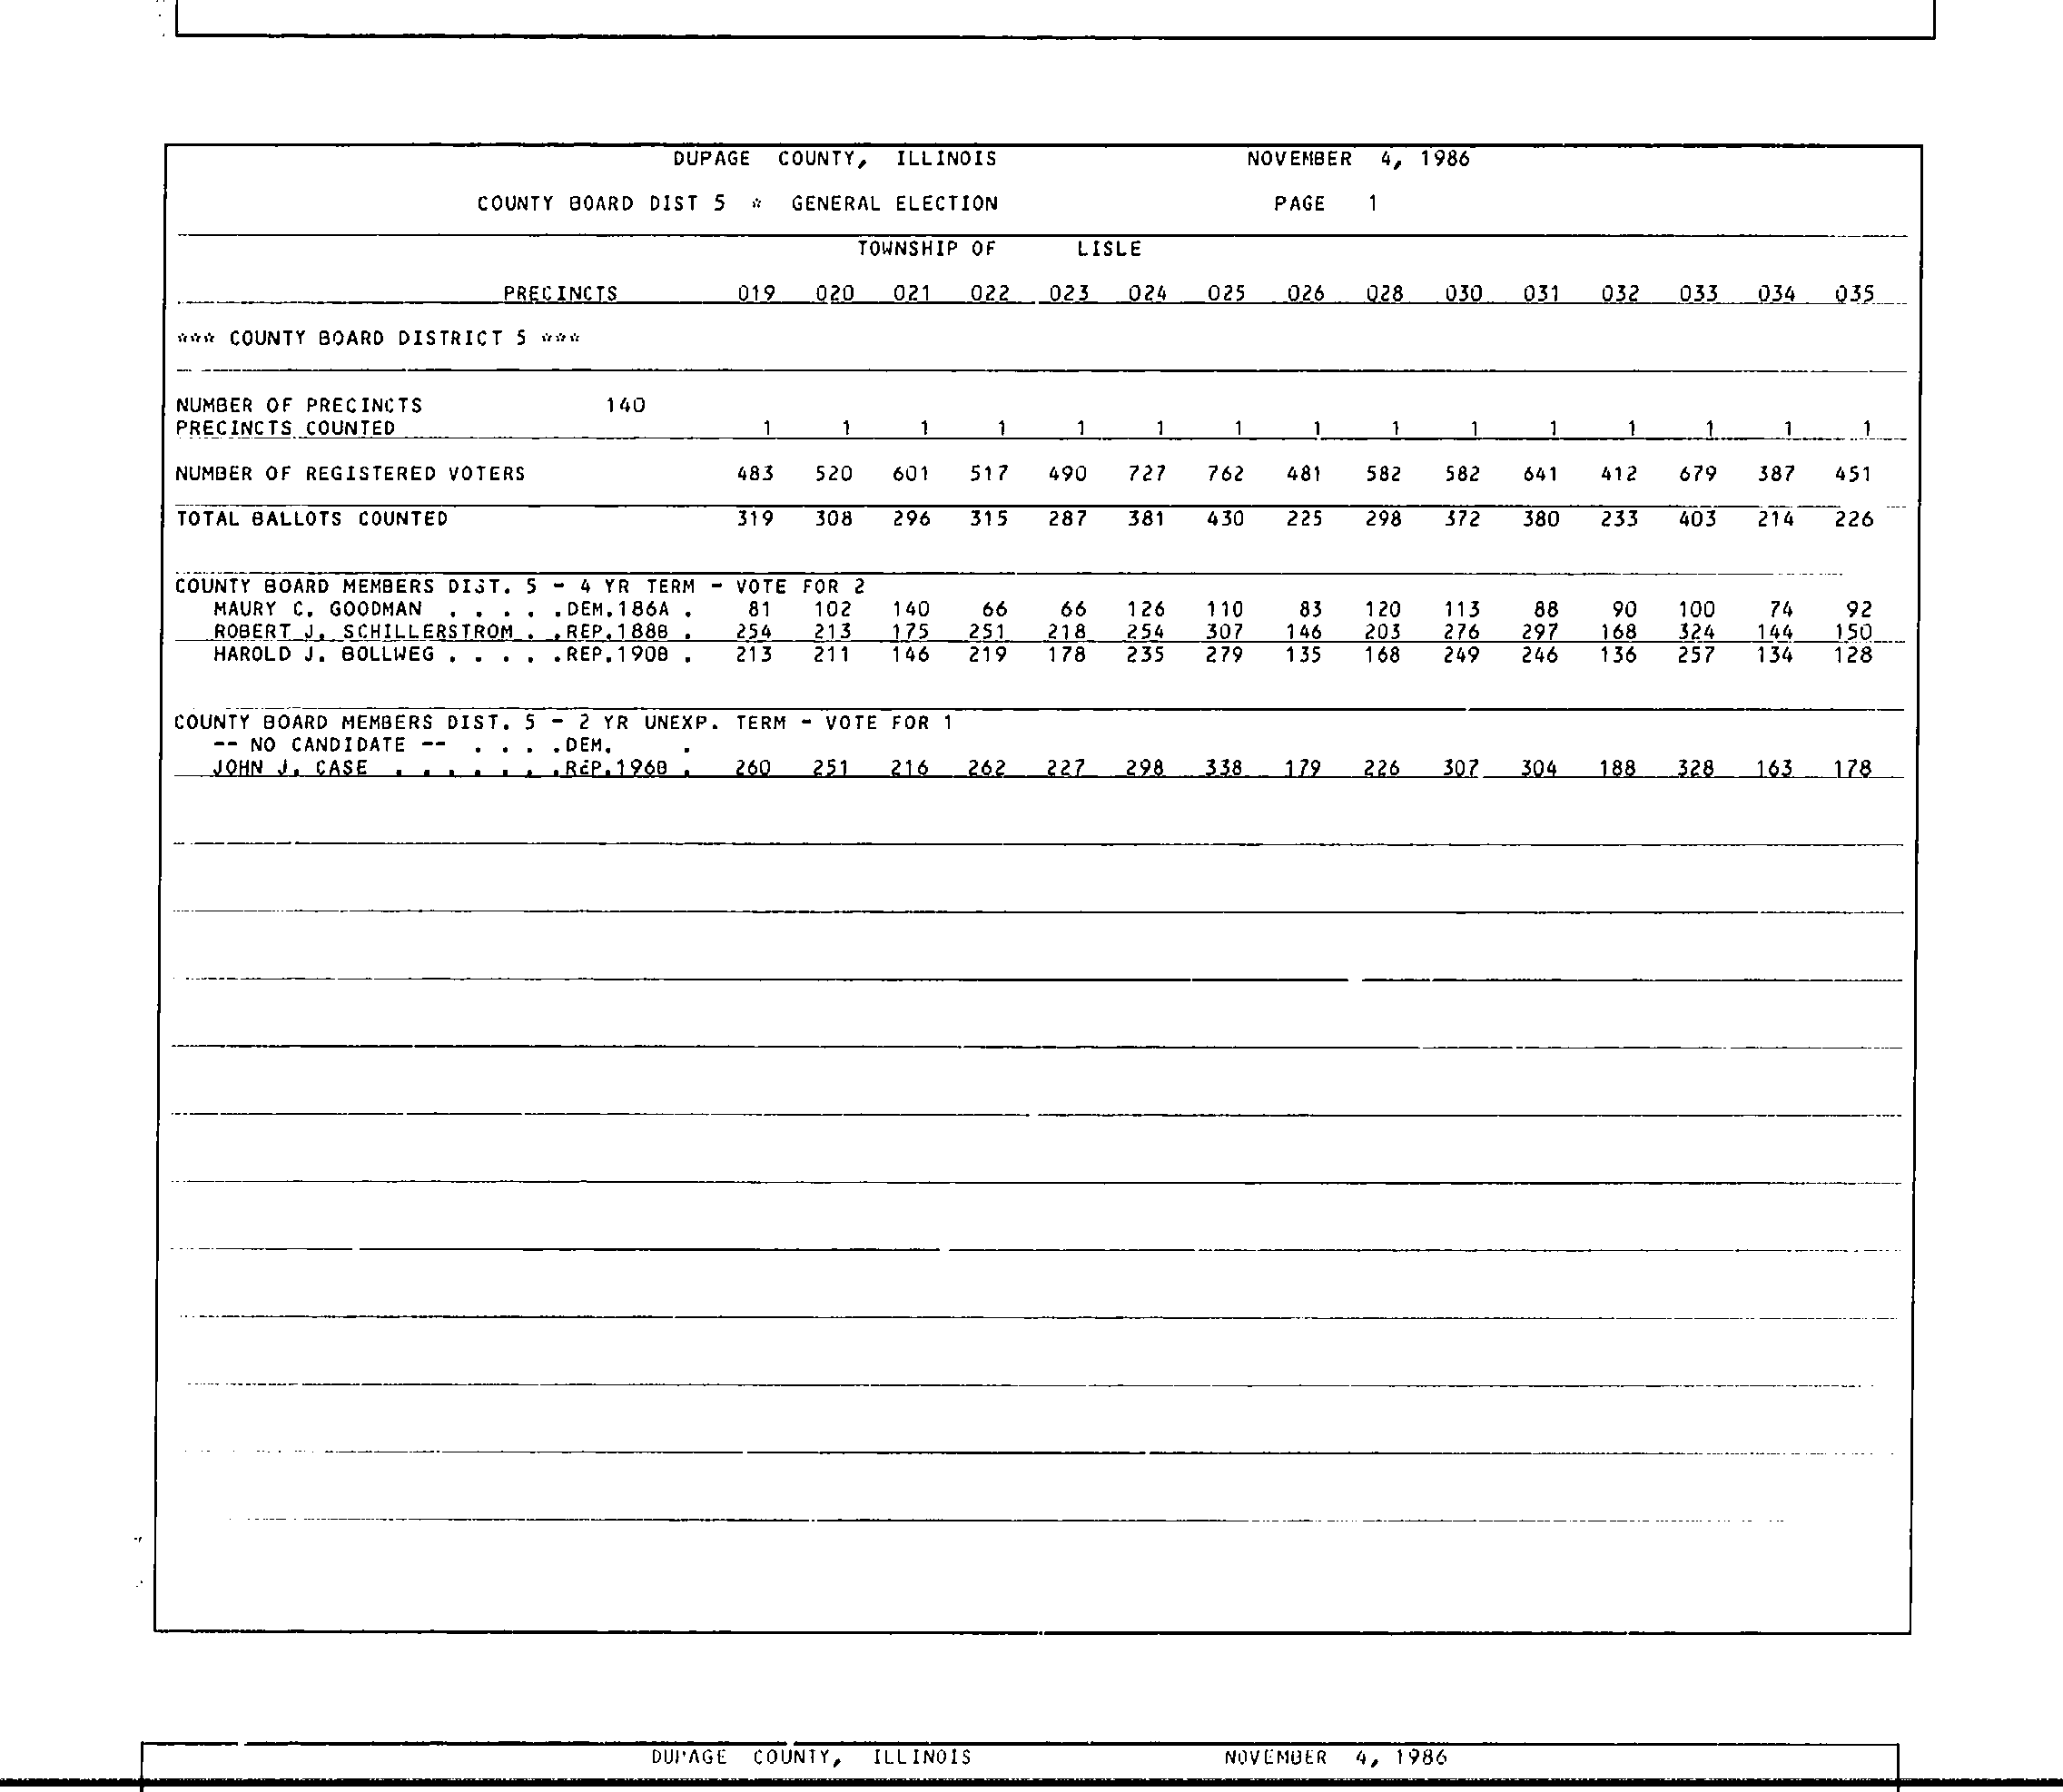 DUPAGE COUNTY, ILLINOIS NOVEMBER 4, 1986
COUNTY BOARD DIST 5 * GENERAL ELECTION PAGE 1
TOWNSHIP OF LISLE
PRECINCTS 019 020 021 022 023 024 025 026 028 030 031 032 033 034 035
*** COUNTY BOARD DISTRICT 5 ***
NUMBER OF PRECINCTS 140
PRECINCTS COUNTED 1 1 1 1 1 1 1 1 1 1 1 1 1 1 1
NUMBER OF REGISTERED VOTERS 483 520 601 517 490 727 762 481 582 582 641 412 679 387 451
TOTAL BALLOTS COUNTED 319 308 296 315 287 381 430 225 298 372 380 233 403 214 226
COUNTY BOARD MEMBERS DIST. 5 - 4 YR TERM - VOTE FOR 2
MAURY C. GOODMAN . . . . .DEM.186A . 81 102 140 66 66 126 110 83 120 113 88 90 100 74 92
ROBERT J. SCHILLERSTROM . .REP.188B . 254 213 175 251 218 254 307 146 203 276 297 168 324 144 150
HAROLD J. BOLLWEG . . . . .REP.190B . 213 211 146 219 178 235 279 135 168 249 246 136 257 134 128
COUNTY BOARD MEMBERS DIST. 5 - 2 YR UNEXP. TERM - VOTE FOR 1
-- NO CANDIDATE -- . . . .DEM. .
JOHN J. CASE . . . . . . .REP.196B . 260 251 216 262 227 298 338 179 226 307 304 188 328 163 178
DUPAGE COUNTY, ILLINOIS NOVEMBER 4, 1986